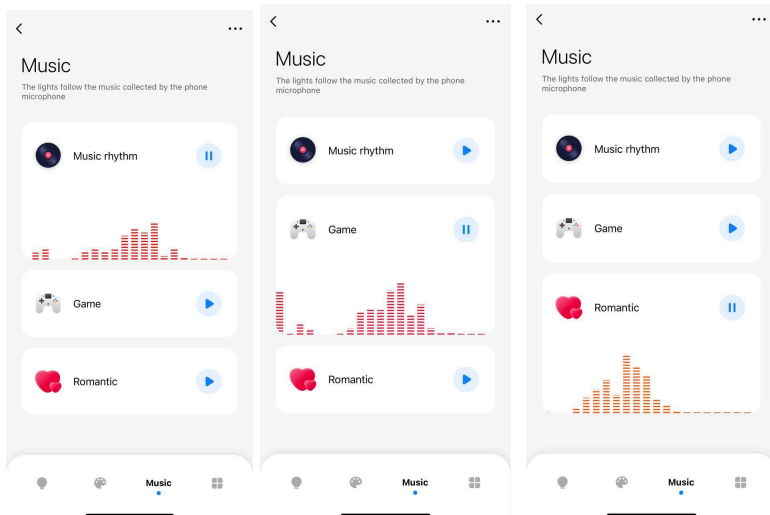 Music
The lights follow the music collected by the phone
microphone
Music rhythm
Game
Romantic
Music
Music
The lights follow the music collected by the phone
microphone
Music rhythm
Game
Romantic
Music
Music
The lights follow the music collected by the phone
microphone
Music rhythm
Game
Romantic
Music